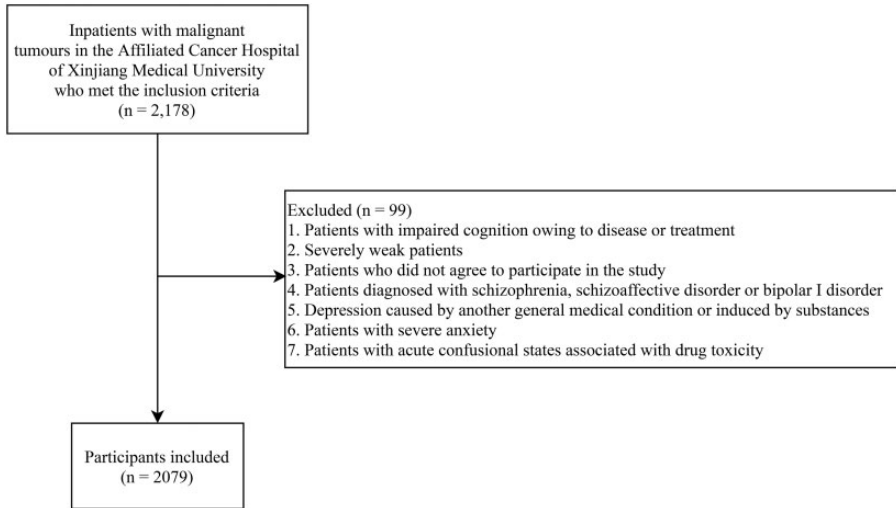 Inpatients with malignant
tumours in the Affiliated Cancer Hospital
of Xinjiang Medical University
who met the inclusion criteria
(n = 2,178)
Excluded (n = 99)
1. Patients with impaired cognition owing to disease or treatment
2. Severely weak patients
3. Patients who did not agree to participate in the study
4. Patients diagnosed with schizophrenia, schizoaffective disorder or bipolar I disorder
5. Depression caused by another general medical condition or induced by substances
6. Patients with severe anxiety
7. Patients with acute confusional states associated with drug toxicity
Participants included
(n = 2079)